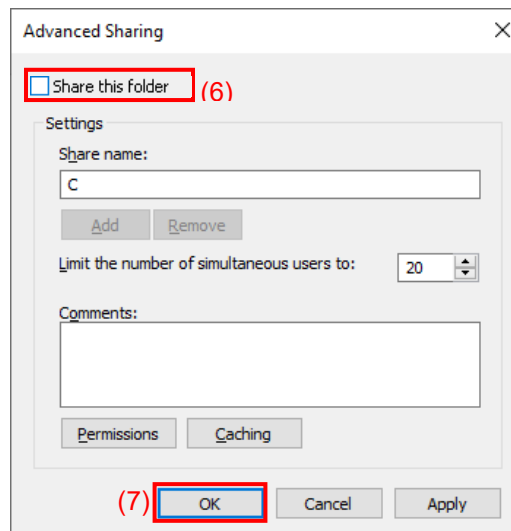 Advanced Sharing
Share this folder (6)
Settings
Share name:
C
Add Remove
Limit the number of simultaneous users to: 20
Comments:
Permissions Caching
(7) OK Cancel Apply